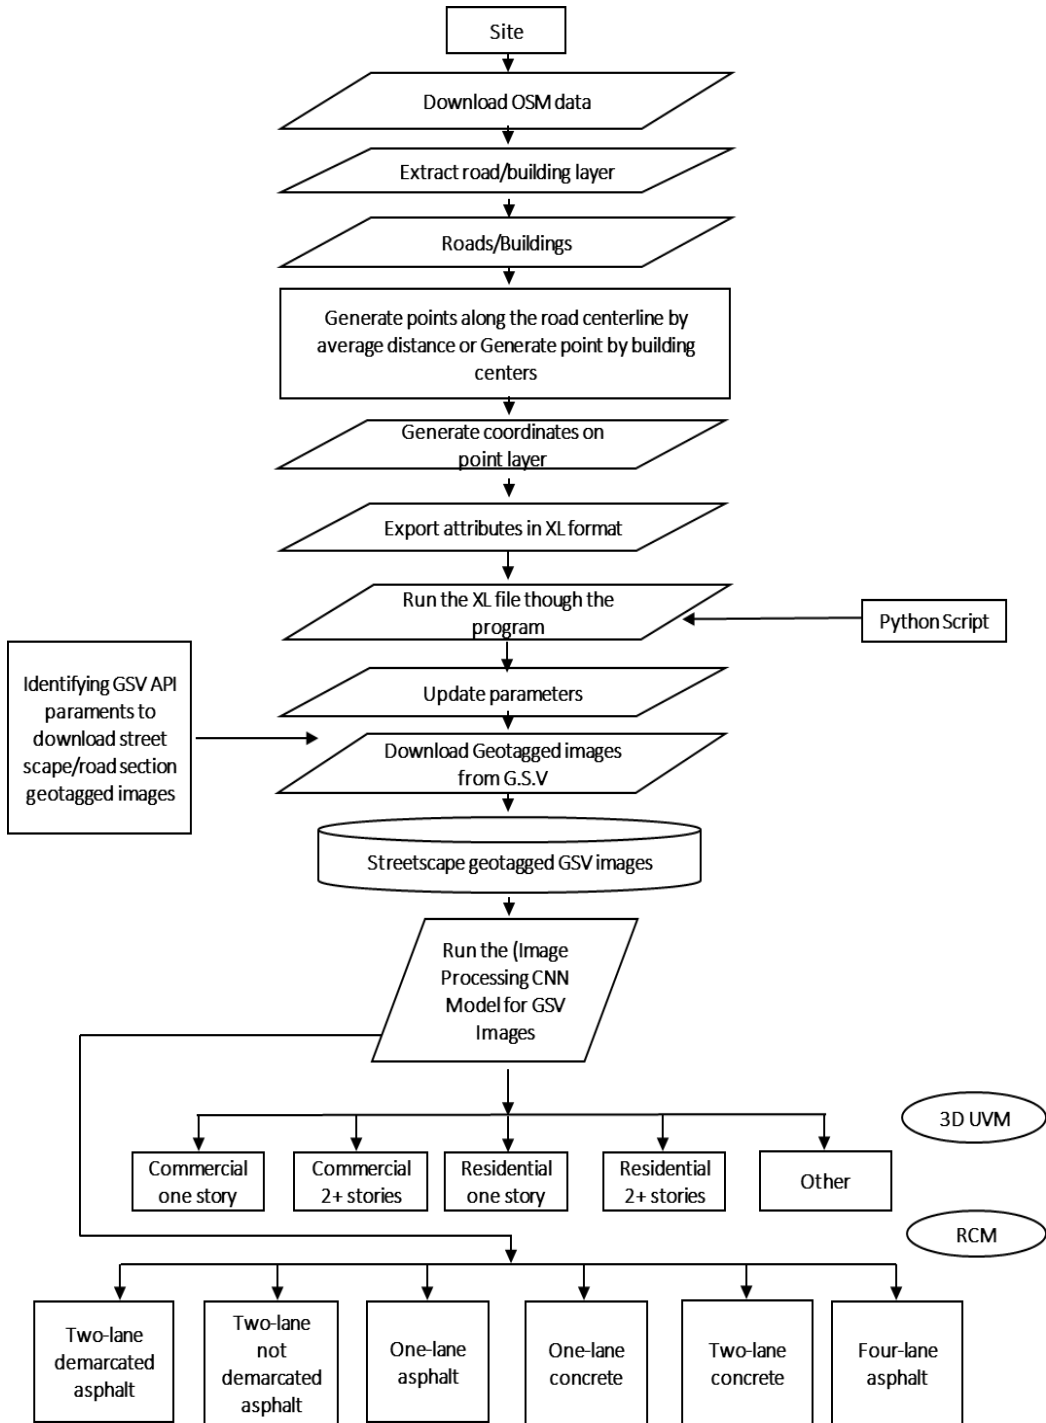 Site
Download OSM data
Extract road/building layer
Roads/Buildings
Generate points along the road centerline by
average distance or Generate point by building
centers
Generate coordinates on
point layer
Export attributes in XL format
Run the XL file though the
program
Python Script
Identifying GSV API
paraments to
download street
scape/road section
geotagged images
Update parameters
Download Geotagged images
from G.S.V
Streetscape geotagged GSV images
Run the (Image
Processing CNN
Model for GSV
Images
3D UVM
Commercial
one story
Commercial
2+ stories
Residential
one story
Residential
2+ stories
Other
RCM
Two-lane
demarcated
asphalt
Two-lane
not
demarcated
asphalt
One-lane
asphalt
One-lane
concrete
Two-lane
concrete
Four-lane
asphalt